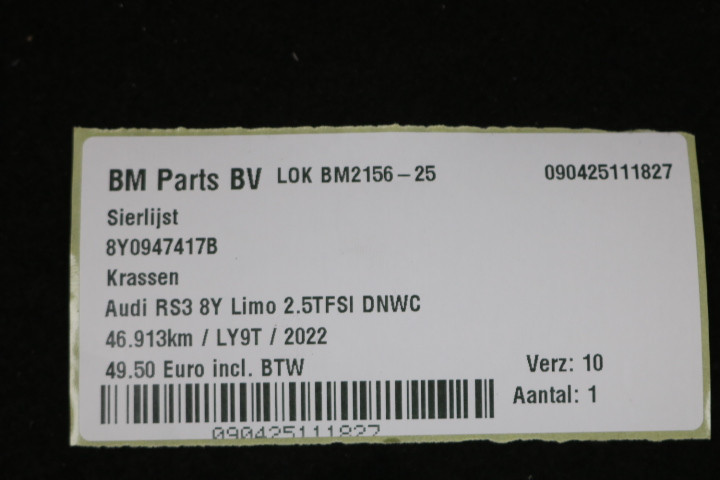 BM Parts BV LOK BM2156-25 090425111827
Sierlijst
8Y0947417B
Krassen
Audi RS3 8Y Limo 2.5TFSI DNWC
46.913km / LY9T / 2022
49.50 Euro incl. BTW Verz: 10
Aantal: 1
090425111827